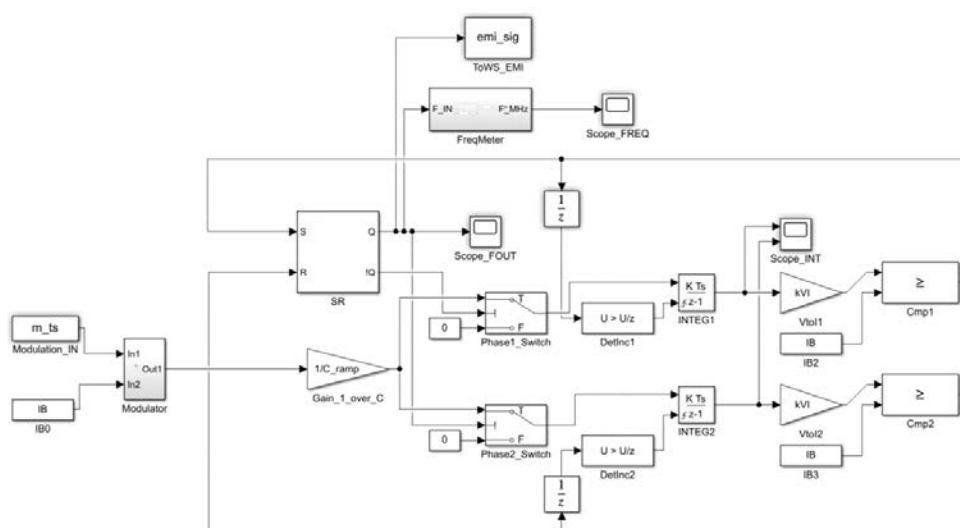 emi_sig
ToWS_EMI
F_IN
F_MHz
FreqMeter
Scope_FREQ
1
z
S
Q
R
!Q
SR
Scope_FOUT
Scope_INT
m_ts
Modulation_IN
In1
Out1
In2
Modulator
IB
IB0
1/C_ramp
Gain_1_over_C
T
F
0
Phase1_Switch
U > U/z
DetInc1
K Ts
z-1
INTEG1
kVI
VtoI1
IB
IB2
≥
Cmp1
T
F
0
Phase2_Switch
U > U/z
DetInc2
1
z
K Ts
z-1
INTEG2
kVI
VtoI2
IB
IB3
≥
Cmp2